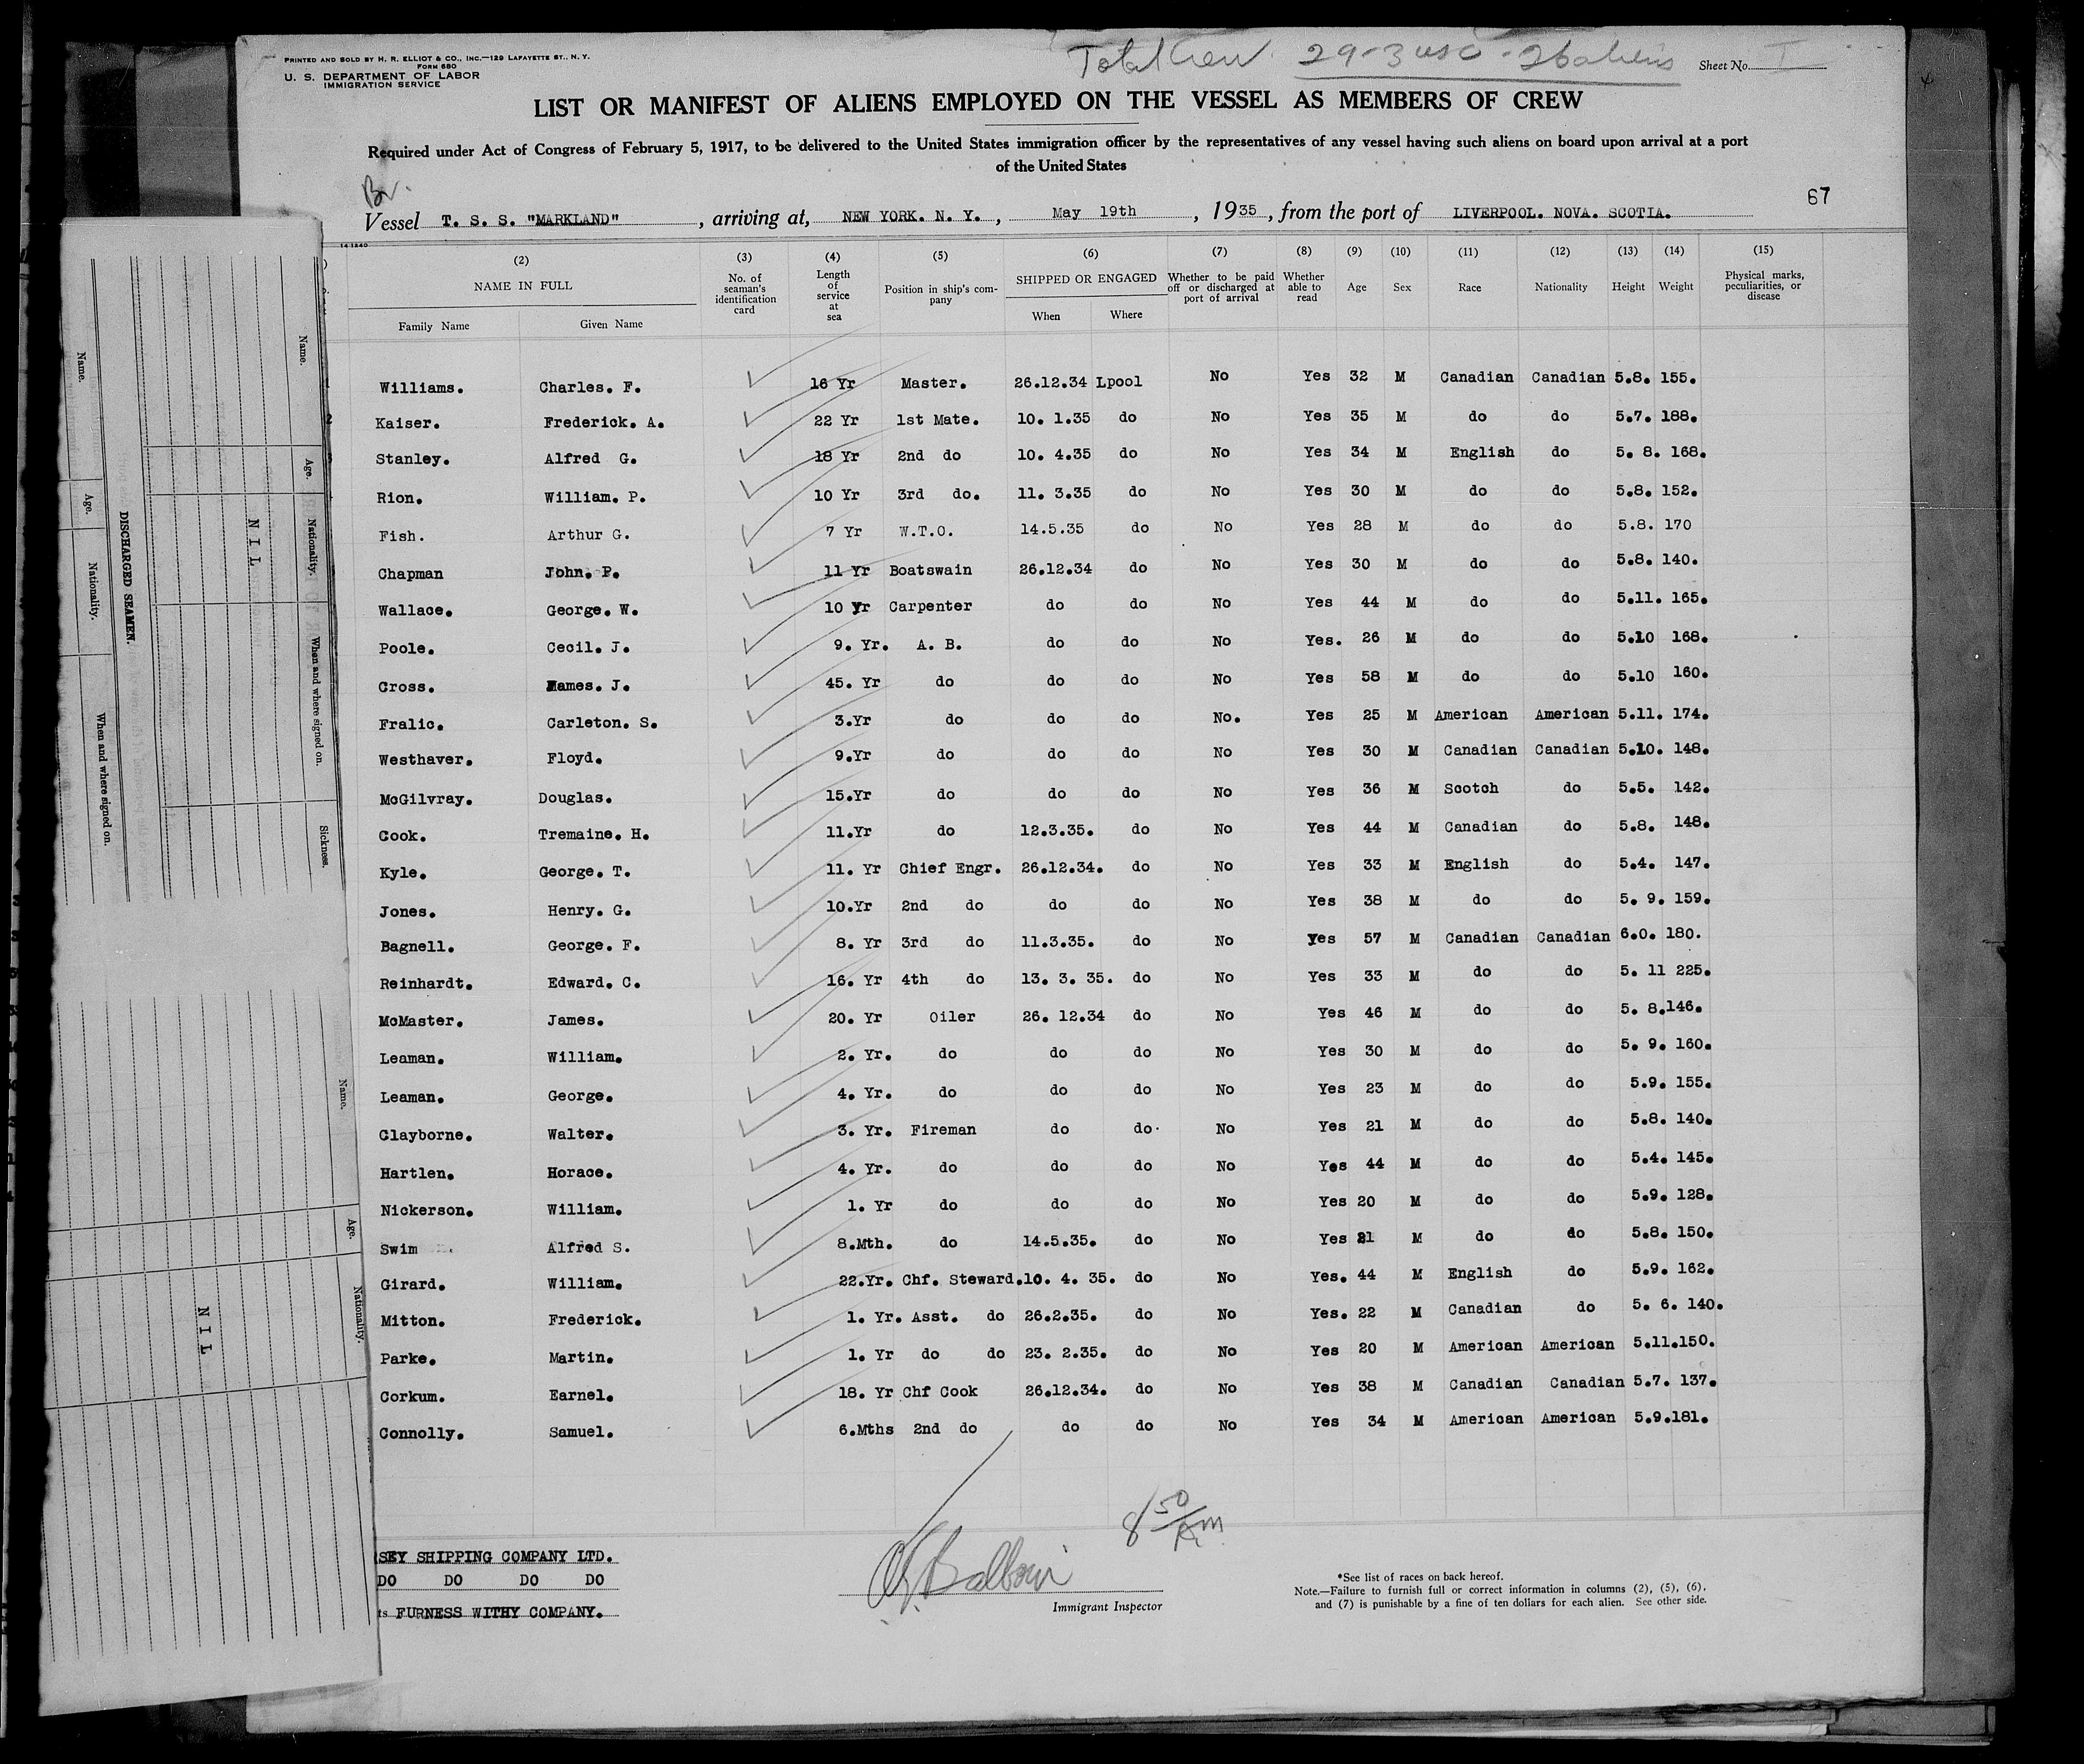 PRINTED AND SOLD BY H. R. ELLIOT & CO., INC.—129 LAFAYETTE ST., N. Y.
FORM 680
U. S. DEPARTMENT OF LABOR
IMMIGRATION SERVICE
Total Crew 29-3 USC - 26 aliens
Sheet No. I
LIST OR MANIFEST OF ALIENS EMPLOYED ON THE VESSEL AS MEMBERS OF CREW
Required under Act of Congress of February 5, 1917, to be delivered to the United States immigration officer by the representatives of any vessel having such aliens on board upon arrival at a port
of the United States
Br.
67
Vessel T. S. S. "MARKLAND", arriving at, NEW YORK. N. Y., May 19th, 1935, from the port of LIVERPOOL. NOVA. SCOTIA.
14 1240
(2) (3) (4) (5) (6) (7) (8) (9) (10) (11) (12) (13) (14) (15)
NAME IN FULL No. of seaman's identification card Length of service at sea Position in ship's company SHIPPED OR ENGAGED Whether to be paid off or discharged at port of arrival Whether able to read Age Sex Race Nationality Height Weight Physical marks, peculiarities, or disease
Family Name Given Name When Where
Williams. Charles. F. 16 Yr Master. 26.12.34 Lpool No Yes 32 M Canadian Canadian 5.8. 155.
2 Kaiser. Frederick. A. 22 Yr 1st Mate. 10. 1.35 do No Yes 35 M do do 5.7. 188.
Stanley. Alfred G. 18 Yr 2nd do 10. 4.35 do No Yes 34 M English do 5. 8. 168.
Rion. William. P. 10 Yr 3rd do. 11. 3.35 do No Yes 30 M do do 5.8. 152.
Fish. Arthur G. 7 Yr W.T.O. 14.5.35 do No Yes 28 M do do 5.8. 170
Chapman John. P. 11 Yr Boatswain 26.12.34 do No Yes 30 M do do 5.8. 140.
Wallace. George. W. 10 Yr Carpenter do do No Yes 44 M do do 5.11. 165.
Poole. Cecil. J. 9. Yr. A. B. do do No Yes. 26 M do do 5.10 168.
Cross. James. J. 45. Yr do do do No Yes 58 M do do 5.10 160.
Fralic. Carleton. S. 3.Yr do do do No. Yes 25 M American American 5.11. 174.
Westhaver. Floyd. 9.Yr do do do No Yes 30 M Canadian Canadian 5.10. 148.
McGilvray. Douglas. 15.Yr do do do No Yes 36 M Scotch do 5.5. 142.
Cook. Tremaine. H. 11.Yr do 12.3.35. do No Yes 44 M Canadian do 5.8. 148.
Kyle. George. T. 11. Yr Chief Engr. 26.12.34. do No Yes 33 M English do 5.4. 147.
Jones. Henry. G. 10.Yr 2nd do do do No Yes 38 M do do 5. 9. 159.
Bagnell. George. F. 8. Yr 3rd do 11.3.35. do No Yes 57 M Canadian Canadian 6.0. 180.
Reinhardt. Edward. C. 16. Yr 4th do 13. 3. 35. do No Yes 33 M do do 5. 11 225.
McMaster. James. 20. Yr Oiler 26. 12.34 do No Yes 46 M do do 5. 8.146.
Leaman. William. 2. Yr. do do do No Yes 30 M do do 5. 9. 160.
Leaman. George. 4. Yr. do do do No Yes 23 M do do 5.9. 155.
Clayborne. Walter. 3. Yr. Fireman do do No Yes 21 M do do 5.8. 140.
Hartlen. Horace. 4. Yr. do do do No Yes 44 M do do 5.4. 145.
Nickerson. William. 1. Yr do do do No Yes 20 M do do 5.9. 128.
Swim Alfred S. 8.Mth. do 14.5.35. do No Yes 21 M do do 5.8. 150.
Girard. William. 22.Yr. Chf. Steward. 10. 4. 35. do No Yes. 44 M English do 5.9. 162.
Mitton. Frederick. 1. Yr. Asst. do 26.2.35. do No Yes. 22 M Canadian do 5. 6. 140.
Parke. Martin. 1. Yr do do 23. 2.35. do No Yes 20 M American American 5.11.150.
Corkum. Earnel. 18. Yr Chf Cook 26.12.34. do No Yes 38 M Canadian Canadian 5.7. 137.
Connolly. Samuel. 6.Mths 2nd do do do No Yes 34 M American American 5.9.181.
8 50/AM
SEY SHIPPING COMPANY LTD.
DO DO DO DO
ts FURNESS WITHY COMPANY.
Immigrant Inspector
*See list of races on back hereof.
Note.—Failure to furnish full or correct information in columns (2), (5), (6),
and (7) is punishable by a fine of ten dollars for each alien. See other side.
DISCHARGED SEAMEN.
Name. Age. Nationality. When and where signed on.
Name. Age. Nationality. When and where signed on. Sickness.
NIL
Name. Age. Nationality.
NIL